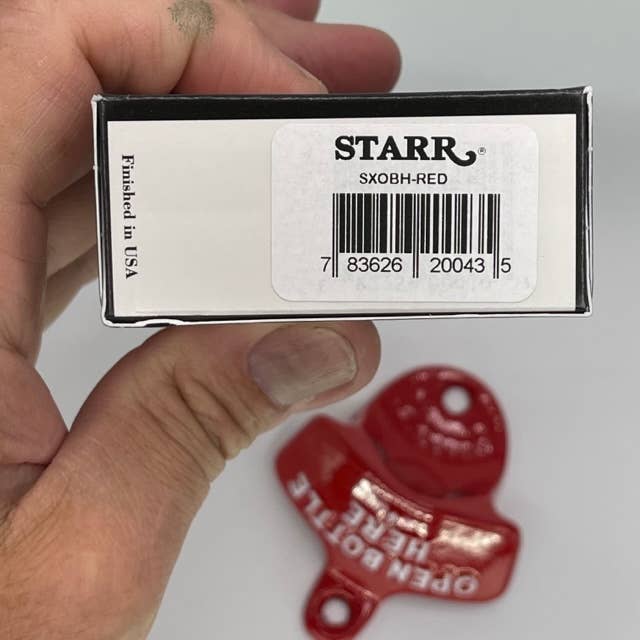 STARR®
SXOBH-RED
7 83626 20043 5
Finished in USA
OPEN BOTTLE
HERE